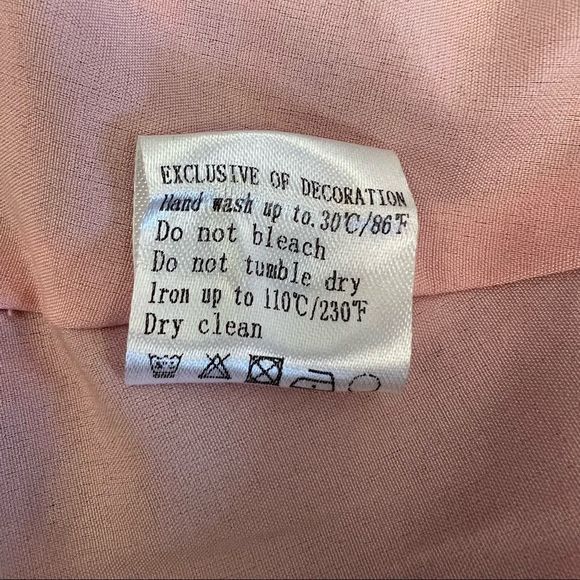 EXCLUSIVE OF DECORATION
Hand wash up to.30℃/86℉
Do not bleach
Do not tumble dry
Iron up to 110℃/230℉
Dry clean